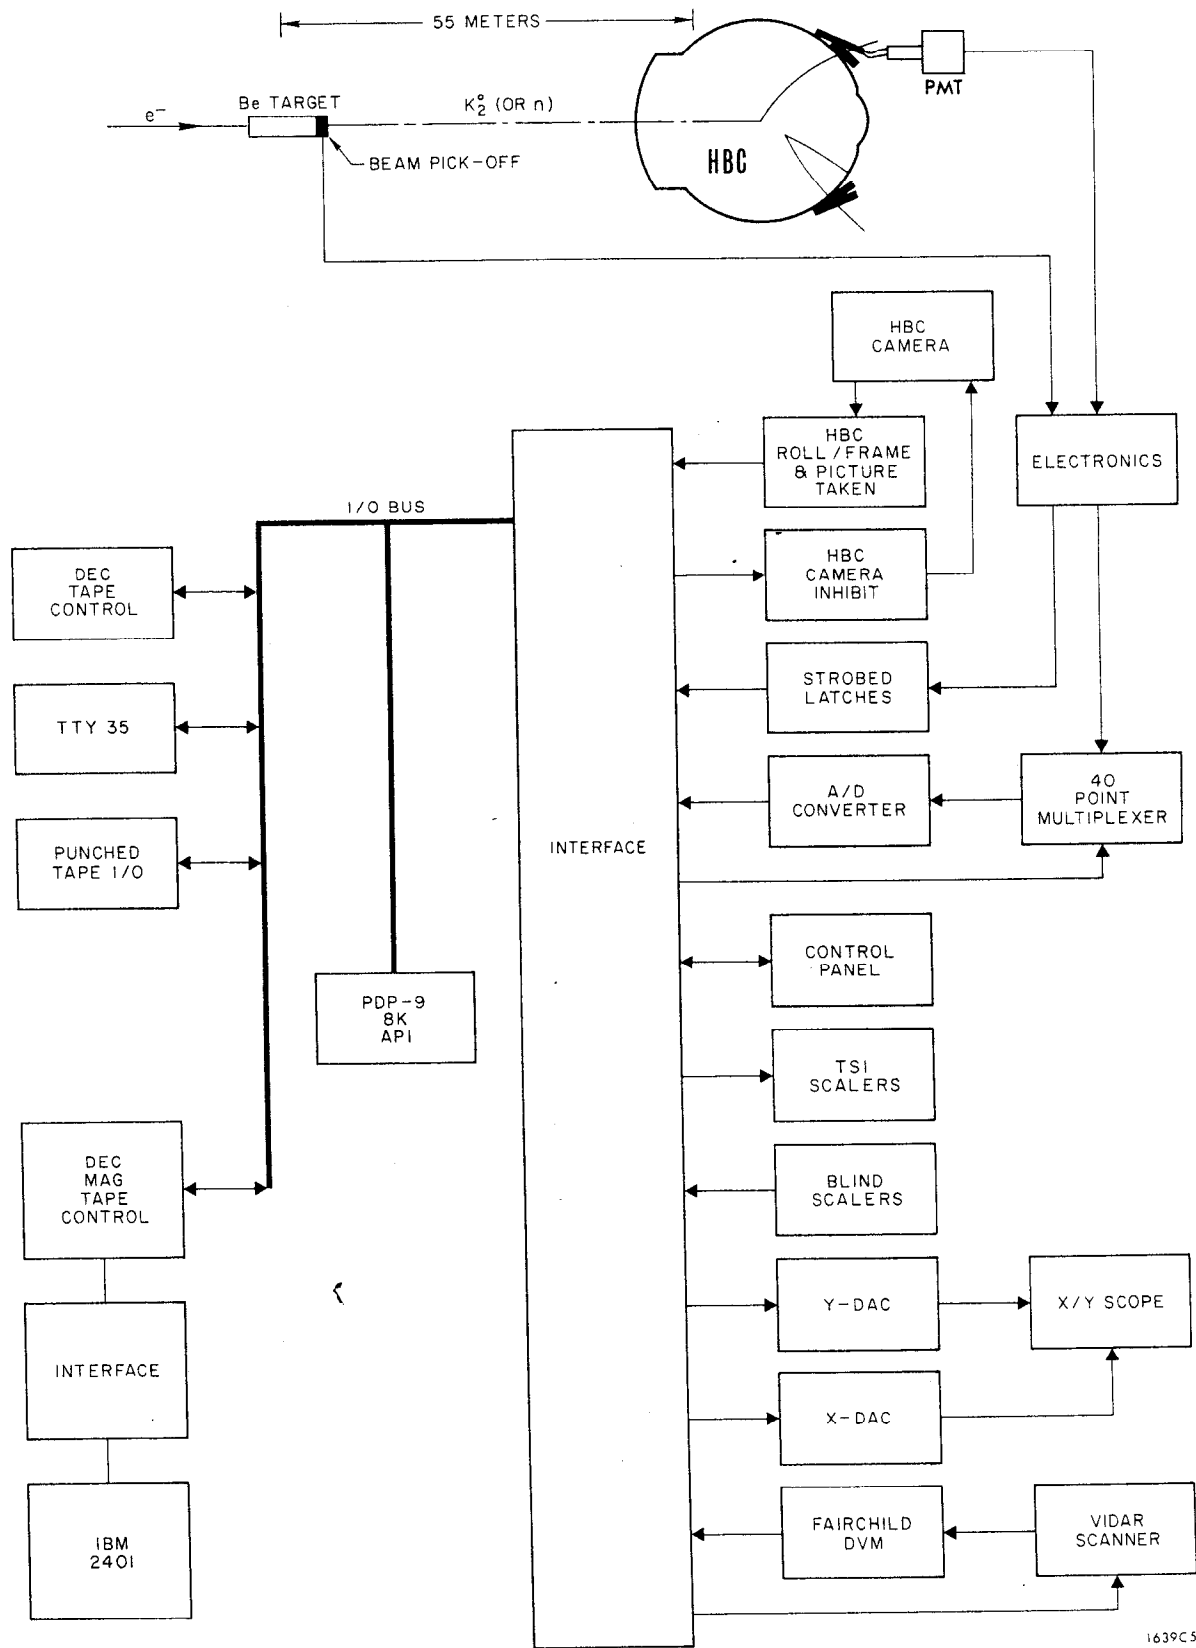 55 METERS
PMT
Be TARGET
e⁻
K₂° (OR n)
BEAM PICK-OFF
HBC
HBC
CAMERA
HBC
ROLL/FRAME
& PICTURE
TAKEN
ELECTRONICS
I/O BUS
DEC
TAPE
CONTROL
HBC
CAMERA
INHIBIT
STROBED
LATCHES
TTY 35
A/D
CONVERTER
40
POINT
MULTIPLEXER
PUNCHED
TAPE I/O
INTERFACE
CONTROL
PANEL
PDP-9
8K
API
TSI
SCALERS
DEC
MAG
TAPE
CONTROL
BLIND
SCALERS
Y-DAC
X/Y SCOPE
INTERFACE
X-DAC
IBM
2401
FAIRCHILD
DVM
VIDAR
SCANNER
1639C5